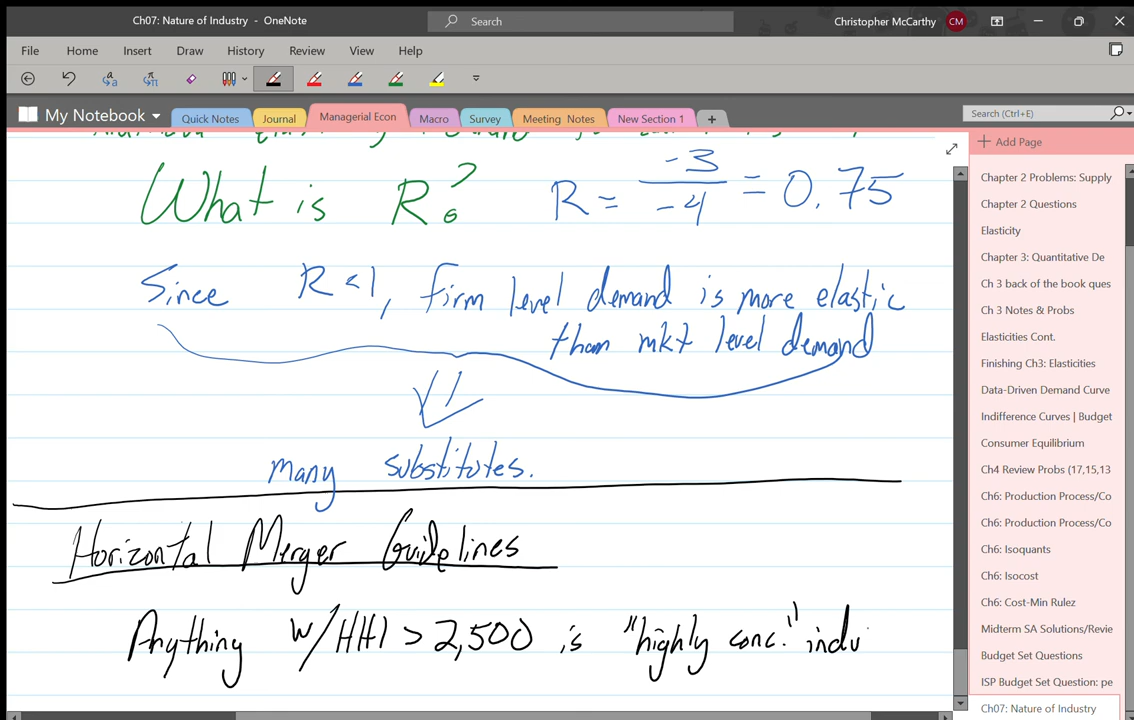 Ch07: Nature of Industry - OneNote
Search
Christopher McCarthy CM
File Home Insert Draw History Review View Help
My Notebook
Quick Notes Journal Managerial Econ Macro Survey Meeting Notes New Section 1 +
Search (Ctrl+E)
What is R?
R = -3/-4 = 0.75
Since R<1, firm level demand is more elastic
than mkt level demand
many substitutes.
Horizontal Merger Guidelines
Anything w/HHI > 2,500 is "highly conc." indu
Add Page
Chapter 2 Problems: Supply
Chapter 2 Questions
Elasticity
Chapter 3: Quantitative De
Ch 3 back of the book ques
Ch 3 Notes & Probs
Elasticities Cont.
Finishing Ch3: Elasticities
Data-Driven Demand Curve
Indifference Curves | Budget
Consumer Equilibrium
Ch4 Review Probs (17,15,13
Ch6: Production Process/Co
Ch6: Production Process/Co
Ch6: Isoquants
Ch6: Isocost
Ch6: Cost-Min Rulez
Midterm SA Solutions/Revie
Budget Set Questions
ISP Budget Set Question: pe
Ch07: Nature of Industry